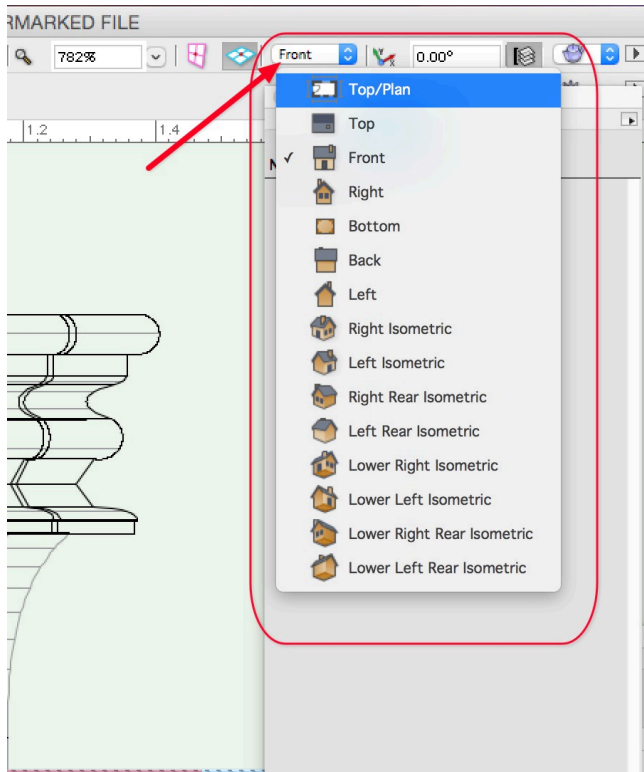 RMARKED FILE
782% Front 0.00°
1.2 1.4
Top/Plan
Top
N ✓ Front
Right
Bottom
Back
Left
Right Isometric
Left Isometric
Right Rear Isometric
Left Rear Isometric
Lower Right Isometric
Lower Left Isometric
Lower Right Rear Isometric
Lower Left Rear Isometric